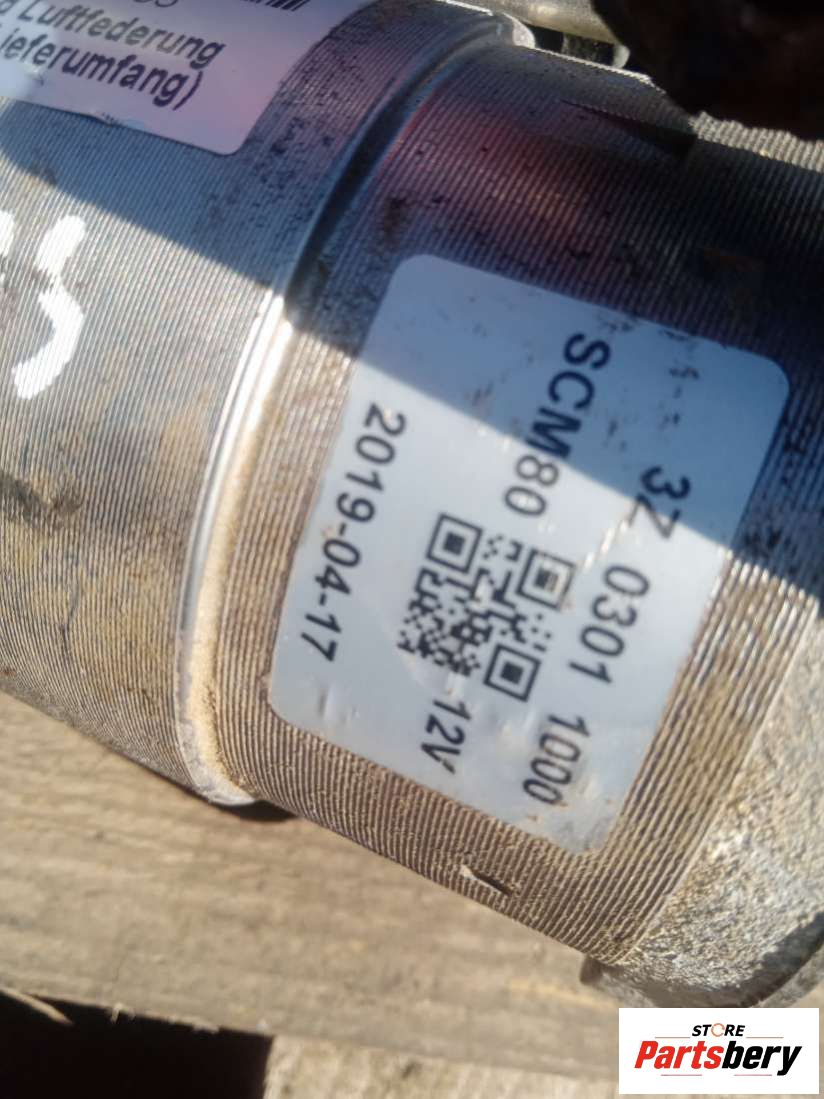 Luftfederung
Lieferumfang)
3Z 0301 1000
SCM80
12V
2019-04-17
STORE
Partsbery